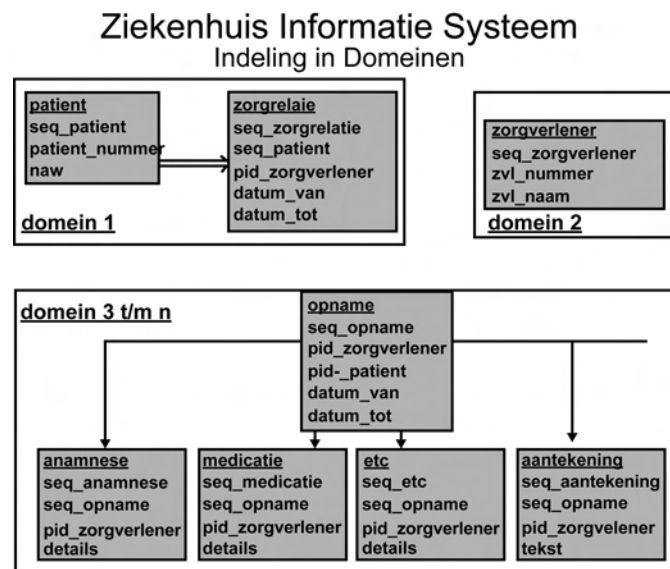 Ziekenhuis Informatie Systeem
Indeling in Domeinen
patient
seq_patient
patient_nummer
naw
zorgrelaie
seq_zorgrelatie
seq_patient
pid_zorgverlener
datum_van
datum_tot
domein 1
zorgverlener
seq_zorgverlener
zvl_nummer
zvl_naam
domein 2
domein 3 t/m n
opname
seq_opname
pid_zorgverlener
pid-_patient
datum_van
datum_tot
anamnese
seq_anamnese
seq_opname
pid_zorgverlener
details
medicatie
seq_medicatie
seq_opname
pid_zorgverlener
details
etc
seq_etc
seq_opname
pid_zorgverlener
details
aantekening
seq_aantekening
seq_opname
pid_zorgvelener
tekst